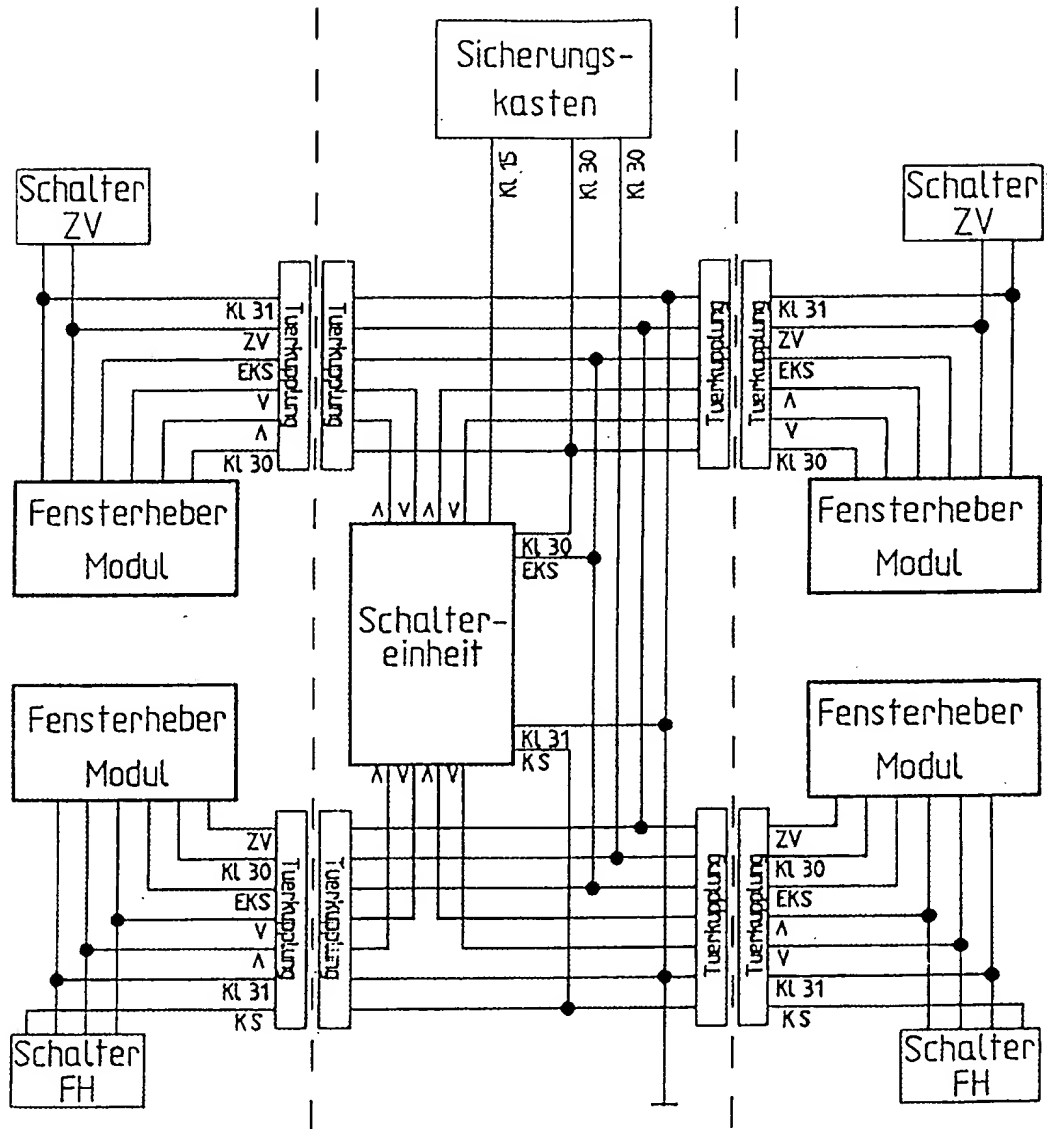 Sicherungs-
kasten
Kl 15
Kl 30
Kl 30
Schalter
ZV
Schalter
ZV
Tuerkupplung
Tuerkupplung
Tuerkupplung
Tuerkupplung
Kl 31
ZV
EKS
V
Λ
Kl 30
Kl 31
ZV
EKS
Λ
V
Kl 30
Fensterheber
Modul
Λ V Λ V
Kl 30
EKS
Schalter-
einheit
Kl 31
KS
Λ V Λ V
Fensterheber
Modul
Fensterheber
Modul
Fensterheber
Modul
Tuerkupplung
Tuerkupplung
Tuerkupplung
Tuerkupplung
ZV
Kl 30
EKS
V
Λ
Kl 31
KS
ZV
Kl 30
EKS
Λ
V
Kl 31
KS
Schalter
FH
Schalter
FH